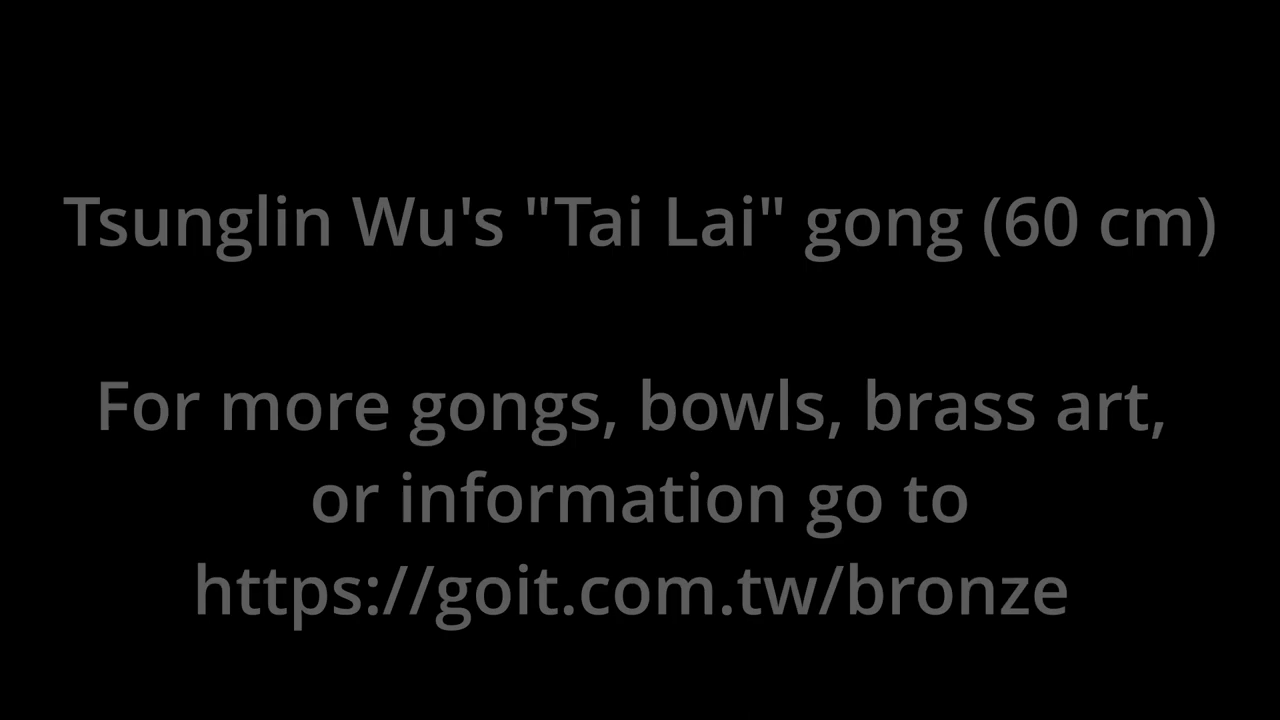 Tsunglin Wu's "Tai Lai" gong (60 cm)
For more gongs, bowls, brass art,
or information go to
https://goit.com.tw/bronze